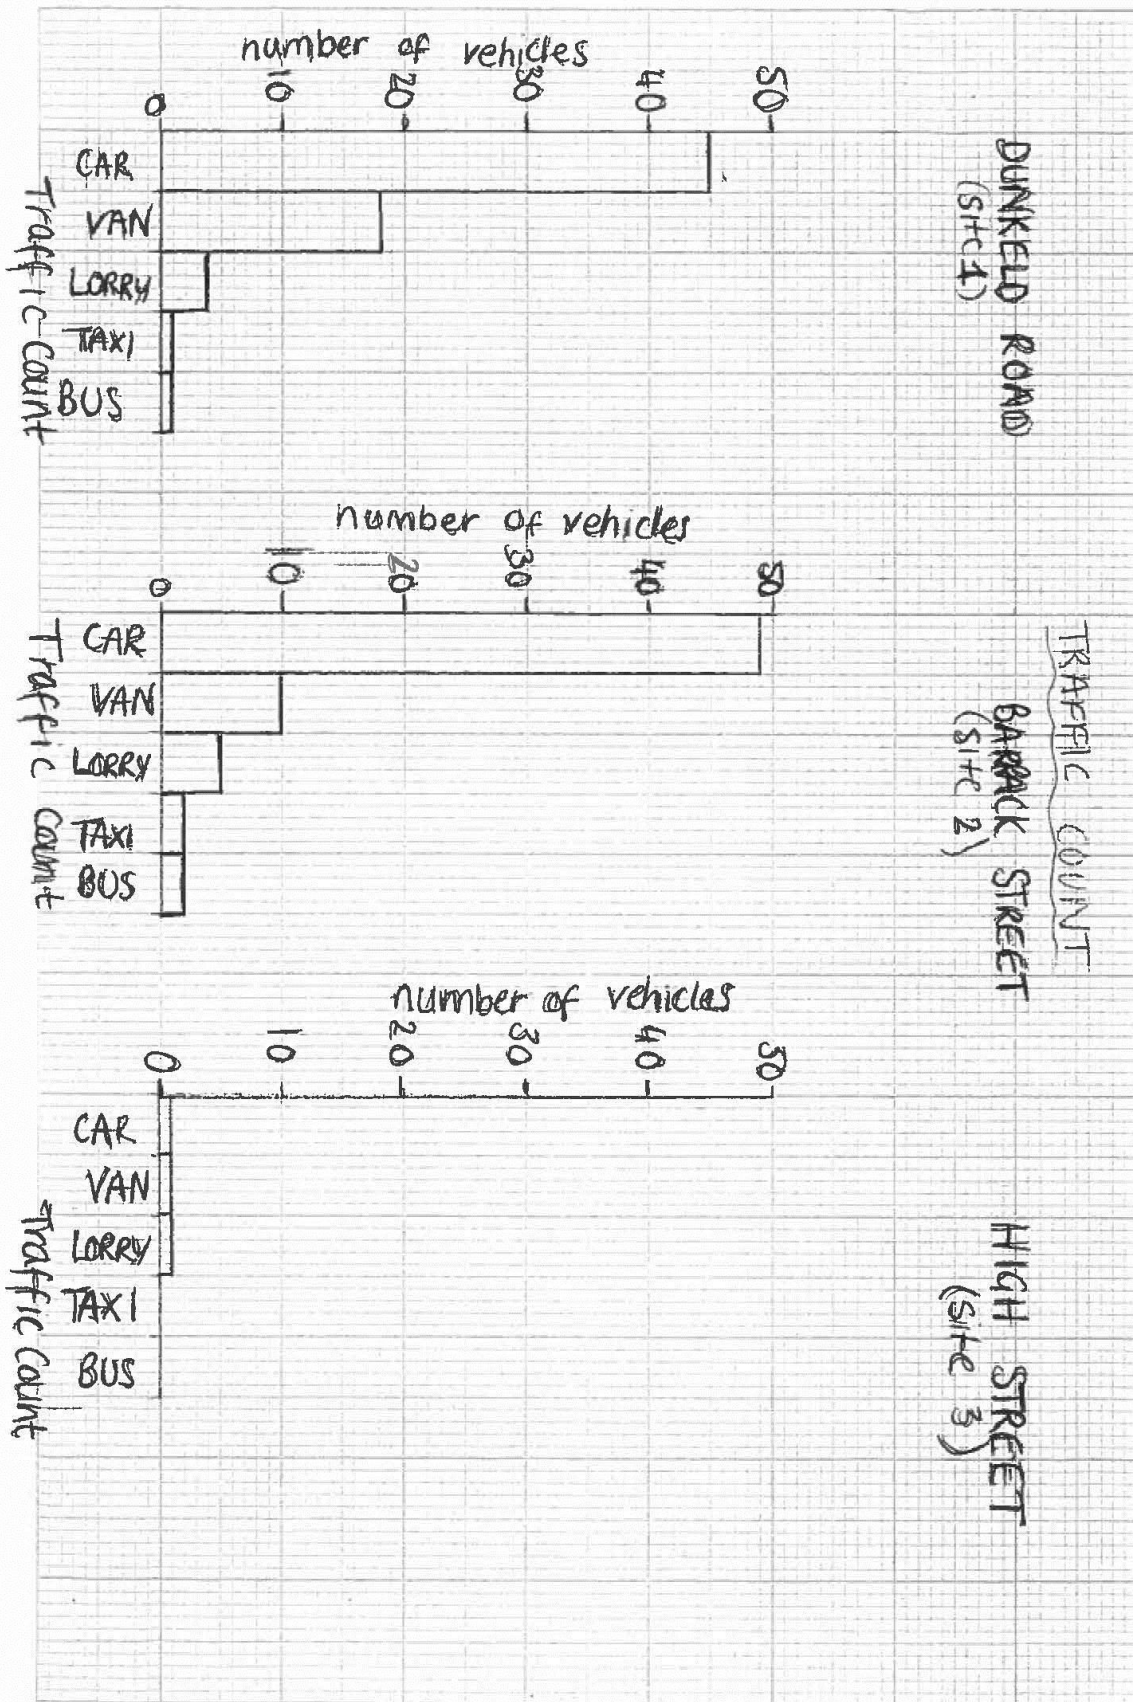 TRAFFIC COUNT
DUNKELD ROAD
(site 1)
number of vehicles
0 10 20 30 40 50
CAR
VAN
LORRY
TAXI
BUS
Traffic Count
BARRACK STREET
(site 2)
number of vehicles
0 10 20 30 40 50
CAR
VAN
LORRY
TAXI
BUS
Traffic Count
HIGH STREET
(site 3)
number of vehicles
0 10 20 30 40 50
CAR
VAN
LORRY
TAXI
BUS
Traffic Count